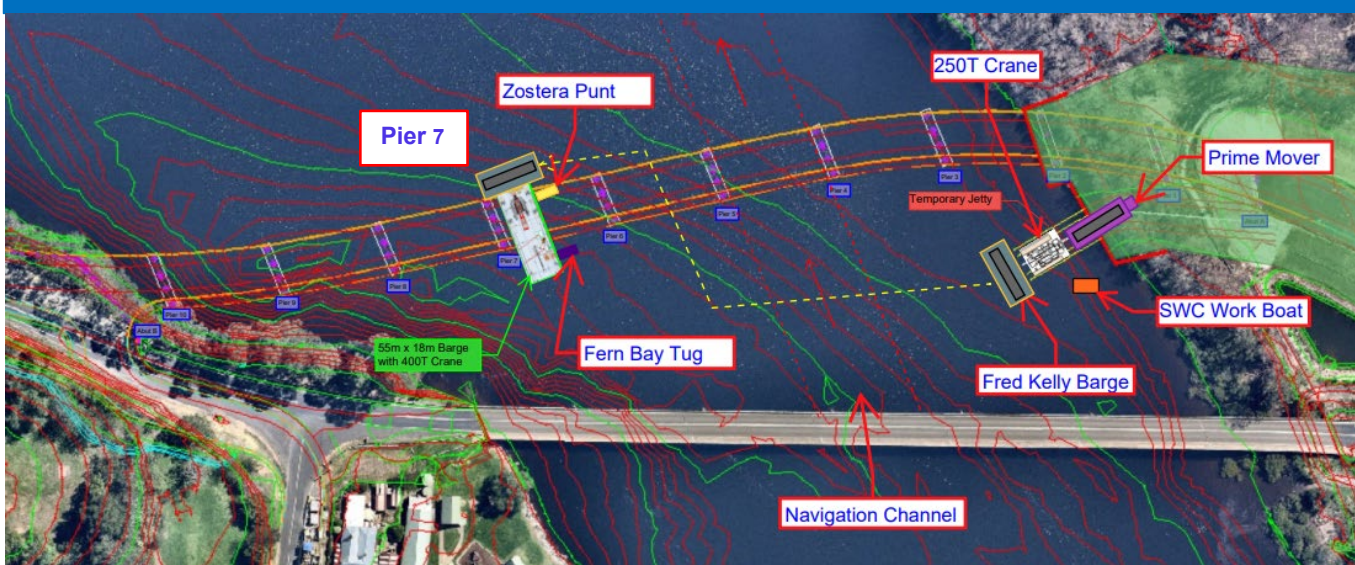 250T Crane
Zostera Punt
Pier 7
Prime Mover
Pier 2
Pier 3
Pier 4
Temporary Jetty
Pier 5
Pier 6
Pier 7
Pier 8
Pier 9
Pier 10
Abut B
SWC Work Boat
55m x 18m Barge
with 400T Crane
Fern Bay Tug
Fred Kelly Barge
Navigation Channel